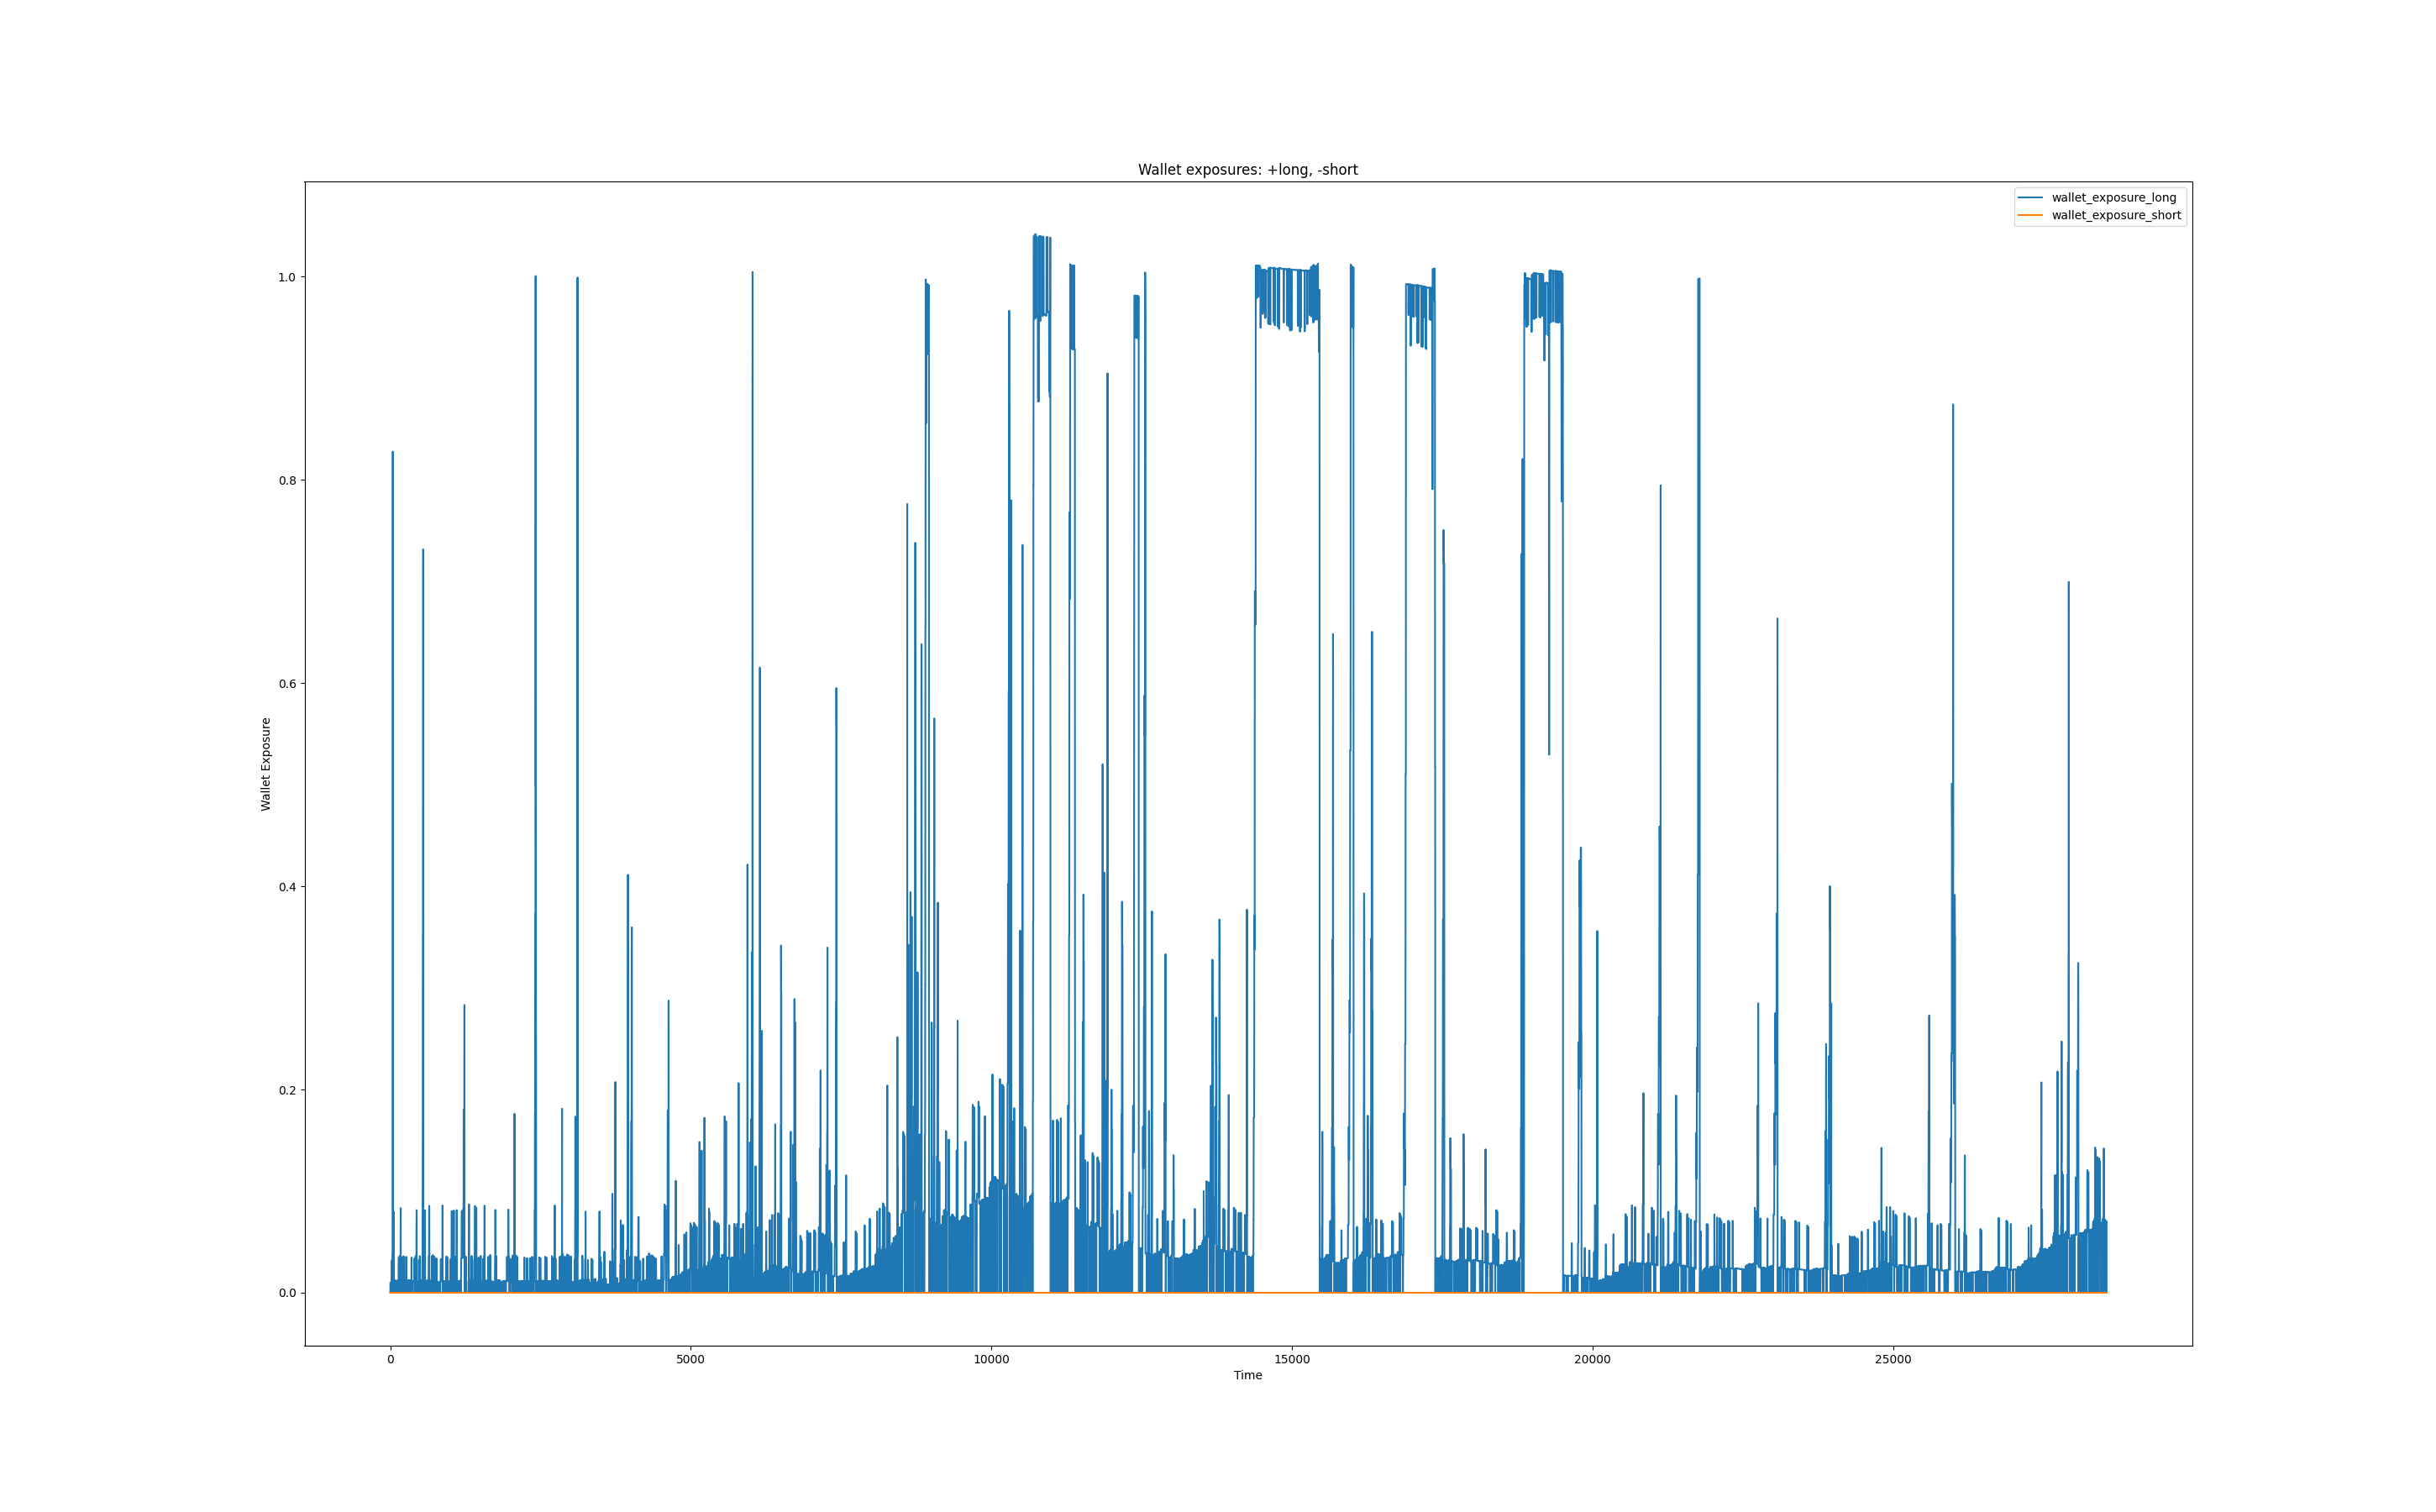 Wallet exposures: +long, -short
wallet_exposure_long
wallet_exposure_short
1.0
0.8
0.6
0.4
0.2
0.0
Wallet Exposure
0 5000 10000 15000 20000 25000
Time